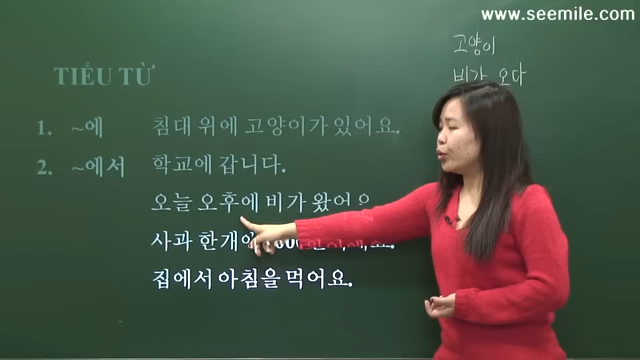 www.seemile.com
고양이
비가 오다
TIỂU TỪ
1. ~에 침대 위에 고양이가 있어요.
2. ~에서 학교에 갑니다.
오늘 오후에 비가 왔어요
사과 한개에
집에서 아침을 먹어요.